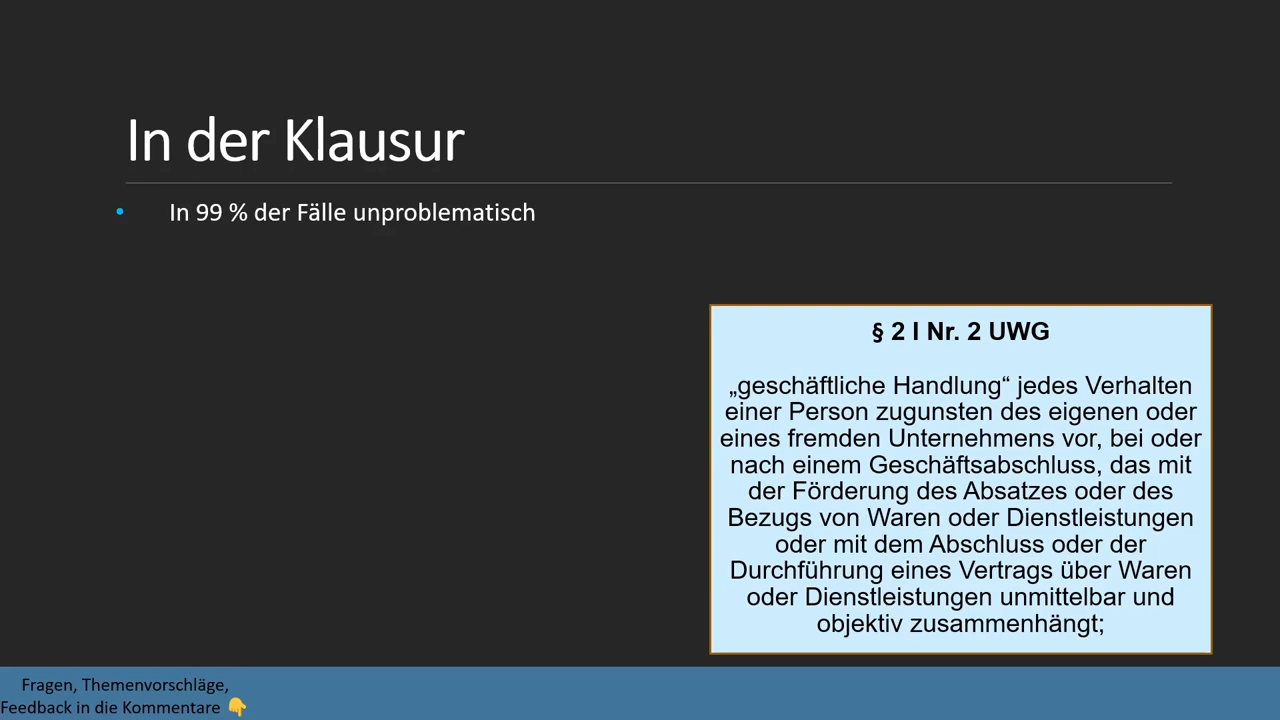 In der Klausur
• In 99 % der Fälle unproblematisch
§ 2 I Nr. 2 UWG
„geschäftliche Handlung“ jedes Verhalten
einer Person zugunsten des eigenen oder
eines fremden Unternehmens vor, bei oder
nach einem Geschäftsabschluss, das mit
der Förderung des Absatzes oder des
Bezugs von Waren oder Dienstleistungen
oder mit dem Abschluss oder der
Durchführung eines Vertrags über Waren
oder Dienstleistungen unmittelbar und
objektiv zusammenhängt;
Fragen, Themenvorschläge,
Feedback in die Kommentare 👇